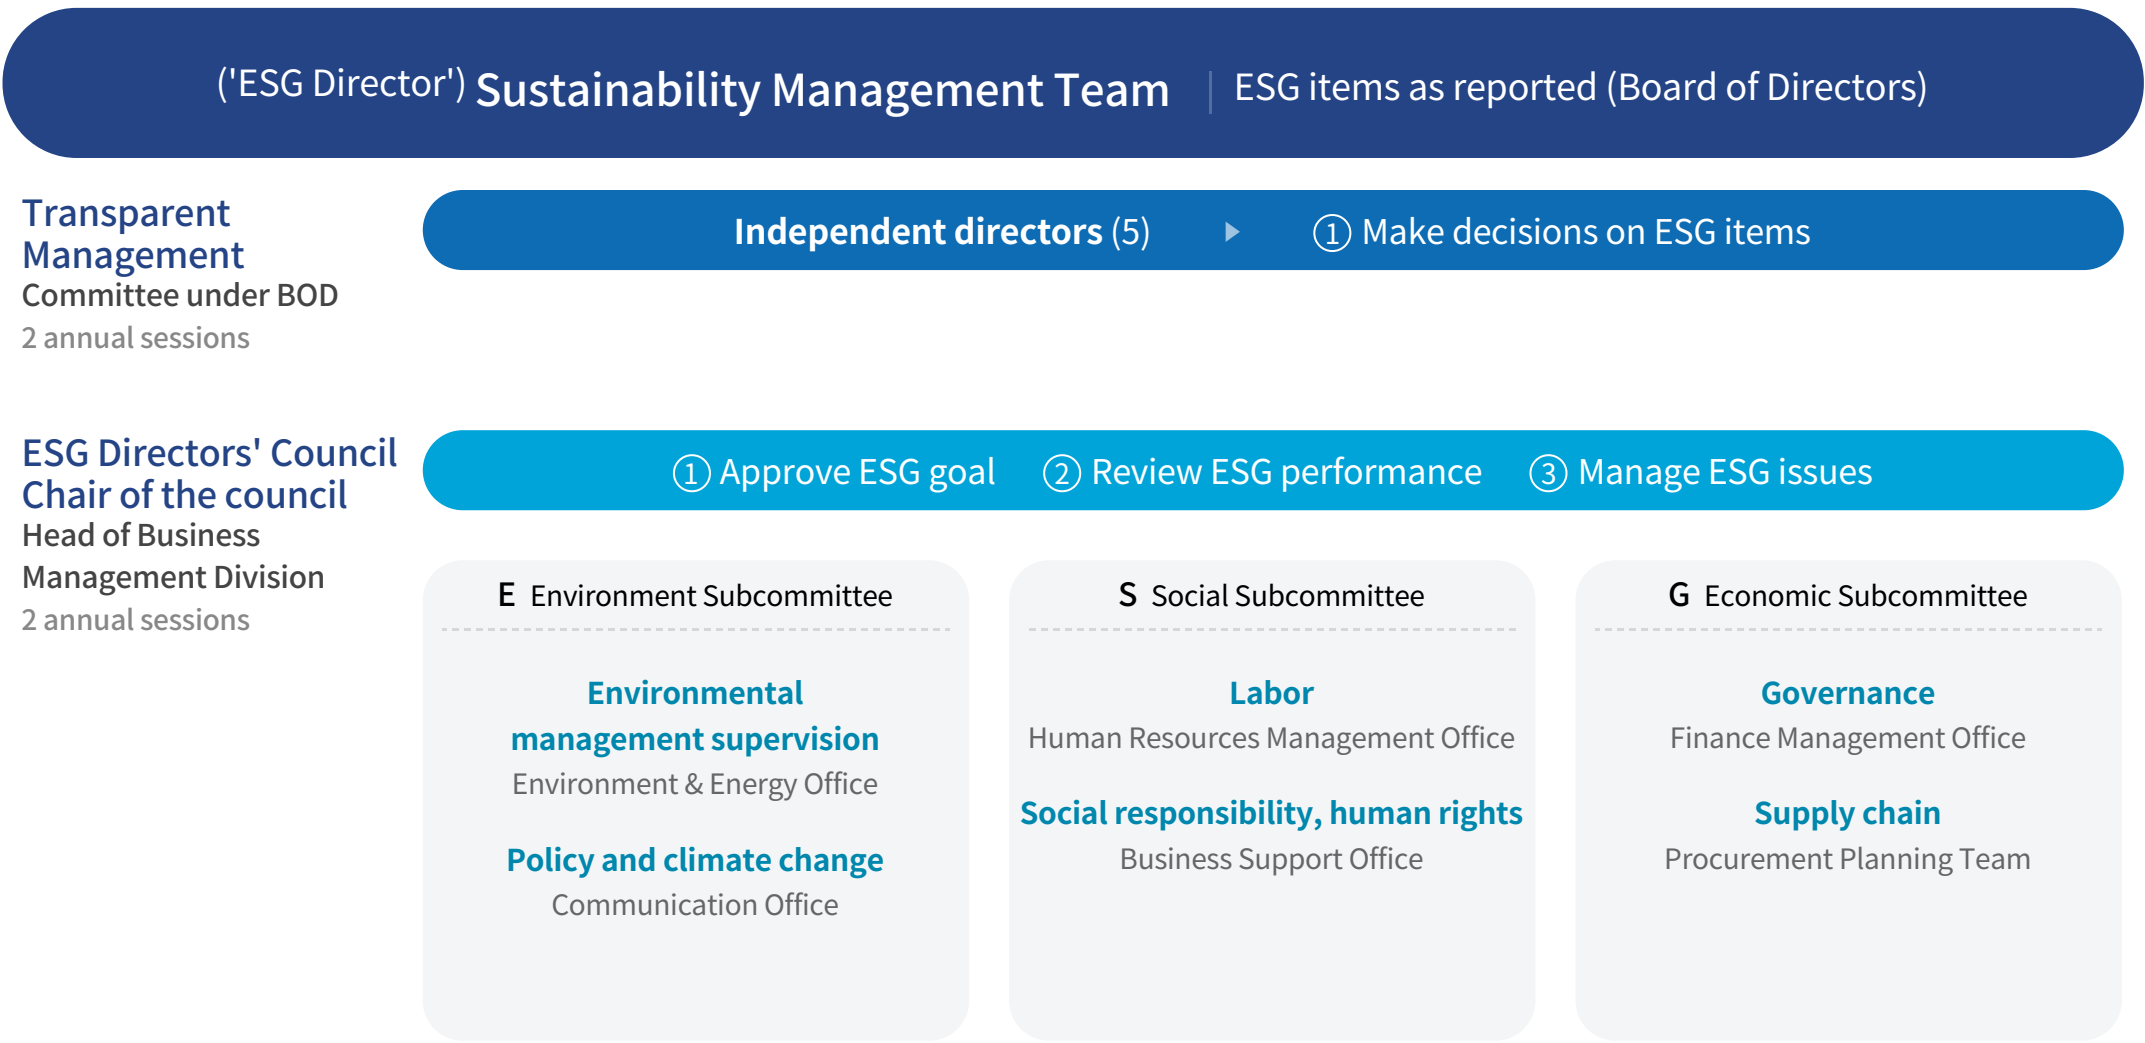 ('ESG Director') Sustainability Management Team | ESG items as reported (Board of Directors)
Transparent
Management
Committee under BOD
2 annual sessions
Independent directors (5) ▶ ① Make decisions on ESG items
ESG Directors' Council
Chair of the council
Head of Business
Management Division
2 annual sessions
① Approve ESG goal ② Review ESG performance ③ Manage ESG issues
E Environment Subcommittee
Environmental
management supervision
Environment & Energy Office
Policy and climate change
Communication Office
S Social Subcommittee
Labor
Human Resources Management Office
Social responsibility, human rights
Business Support Office
G Economic Subcommittee
Governance
Finance Management Office
Supply chain
Procurement Planning Team